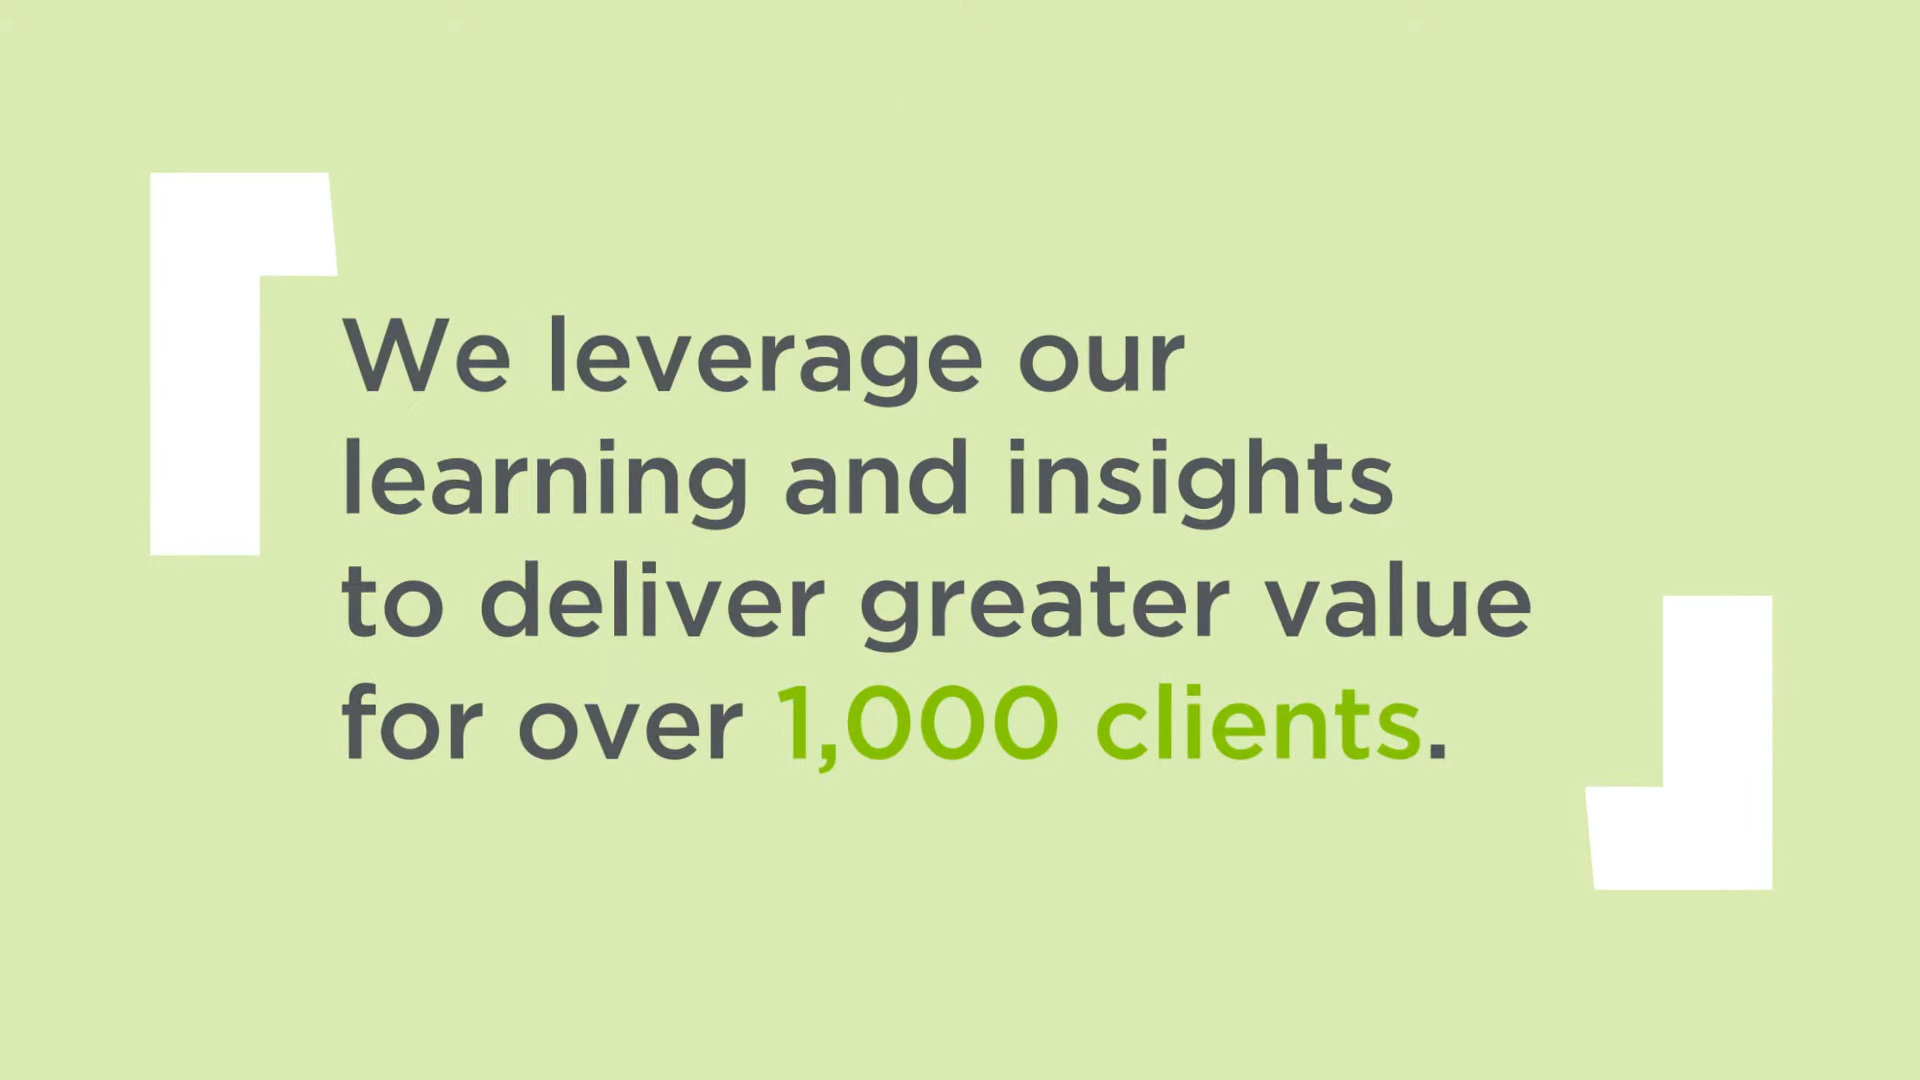 We leverage our
learning and insights
to deliver greater value
for over 1,000 clients.